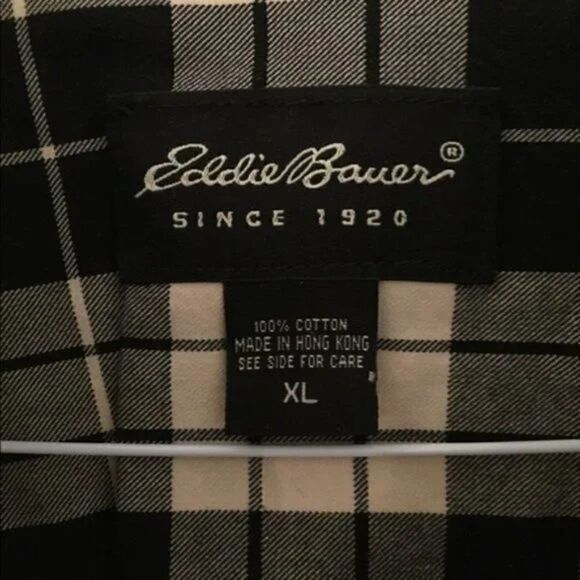 Eddie Bauer®
SINCE 1920
100% COTTON
MADE IN HONG KONG
SEE SIDE FOR CARE
XL